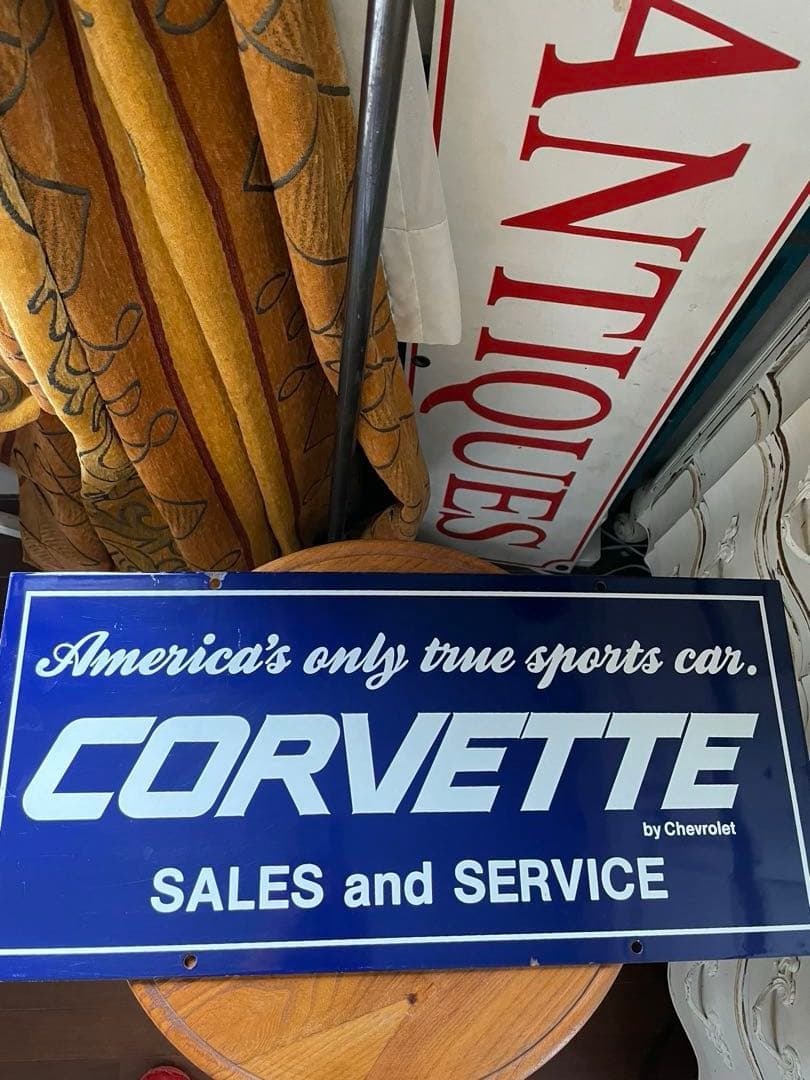 ANTIQUES
America's only true sports car.
CORVETTE
by Chevrolet
SALES and SERVICE